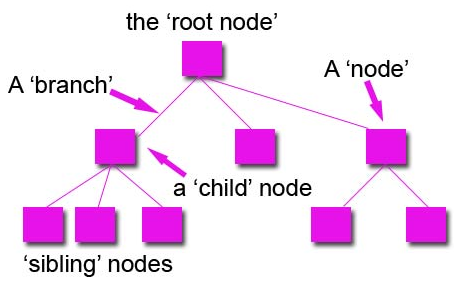 the ‘root node’
A ‘branch’
A ‘node’
a ‘child’ node
‘sibling’ nodes